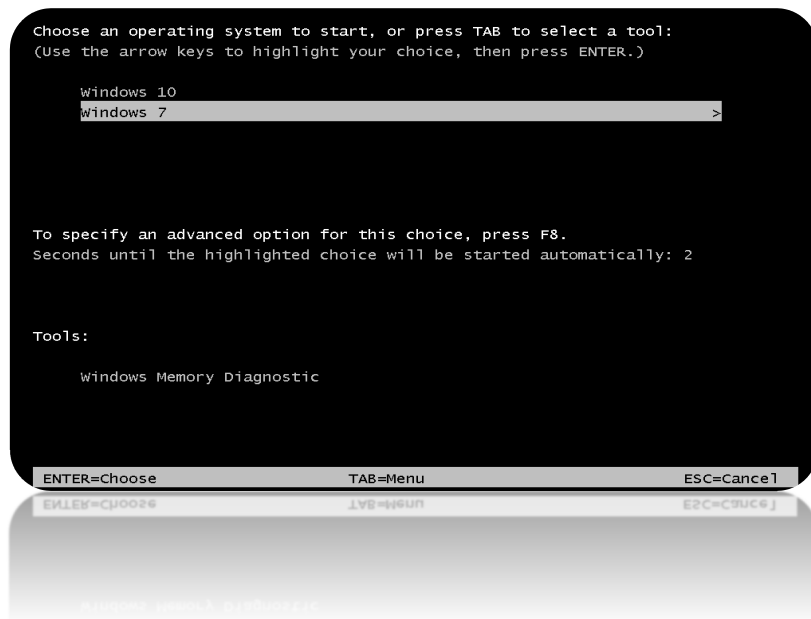 Choose an operating system to start, or press TAB to select a tool:
(Use the arrow keys to highlight your choice, then press ENTER.)
Windows 10
Windows 7 >
To specify an advanced option for this choice, press F8.
Seconds until the highlighted choice will be started automatically: 2
Tools:
Windows Memory Diagnostic
ENTER=Choose TAB=Menu ESC=Cancel